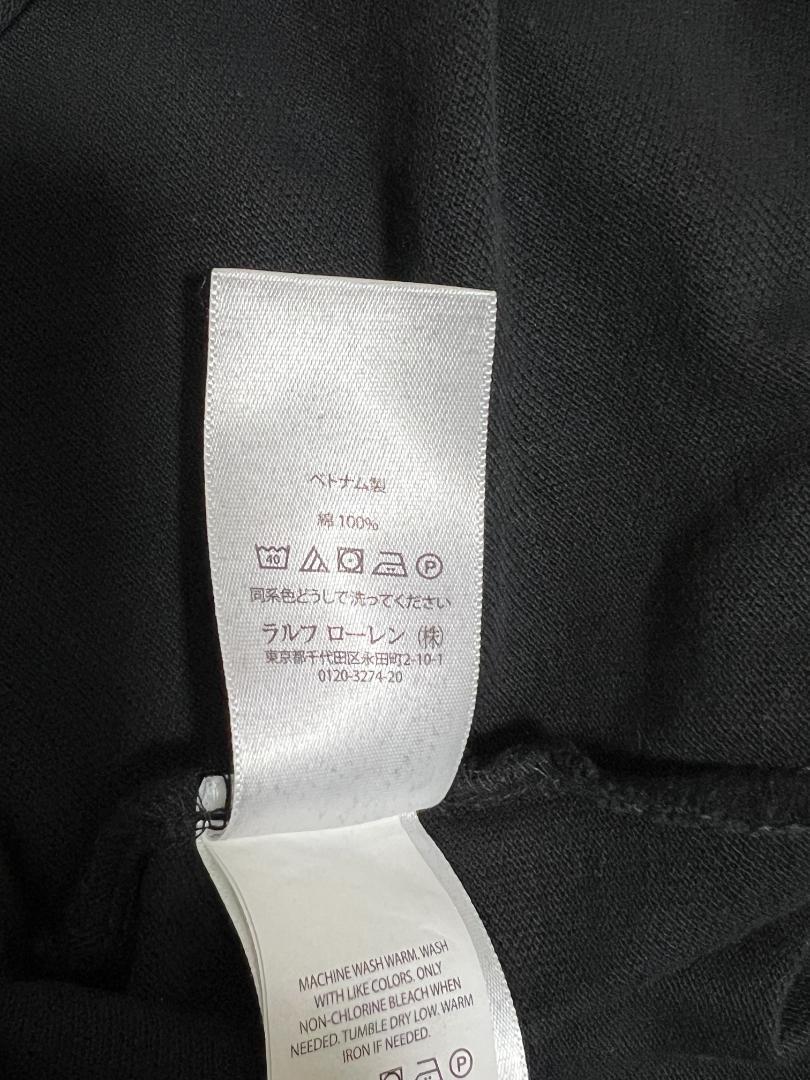 ベトナム製
綿 100%
40 P
同系色どうしで洗ってください
ラルフ ローレン (株)
東京都千代田区永田町2-10-1
0120-3274-20
MACHINE WASH WARM. WASH
WITH LIKE COLORS. ONLY
NON-CHLORINE BLEACH WHEN
NEEDED. TUMBLE DRY LOW. WARM
IRON IF NEEDED.
P